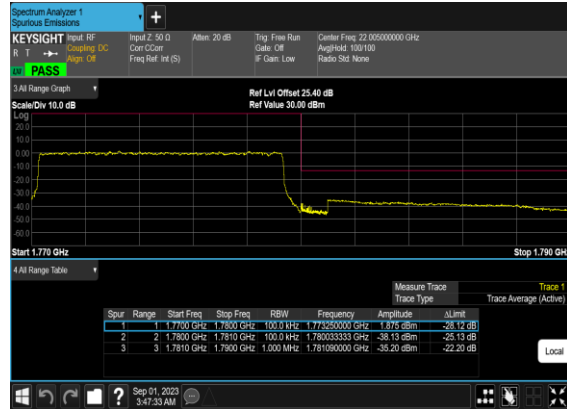 Spectrum Analyzer 1
Spurious Emissions
KEYSIGHT Input: RF Input Z: 50 Ω Atten: 20 dB Trig: Free Run Center Freq: 22.005000000 GHz
R T Coupling: DC Corr CCorr Gate: Off Avg|Hold: 100/100
Align: Off Freq Ref: Int (S) IF Gain: Low Radio Std: None
PASS
3 All Range Graph
Ref Lvl Offset 25.40 dB
Scale/Div 10.0 dB Ref Value 30.00 dBm
Log
20.0
10.0
0.00
-10.0
-20.0
-30.0
-40.0
-50.0
-60.0
Start 1.770 GHz Stop 1.790 GH
4 All Range Table
Measure Trace Trace 1
Trace Type Trace Average (Active)
Spur Range Start Freq Stop Freq RBW Frequency Amplitude ΔLimit
1 1 1.7700 GHz 1.7800 GHz 100.0 kHz 1.773250000 GHz 1.875 dBm -28.12 dB
2 2 1.7800 GHz 1.7810 GHz 100.0 kHz 1.780033333 GHz -38.13 dBm -25.13 dB
3 3 1.7810 GHz 1.7900 GHz 1.000 MHz 1.781090000 GHz -35.20 dBm -22.20 dB
Local
Sep 01, 2023
3:47:33 AM